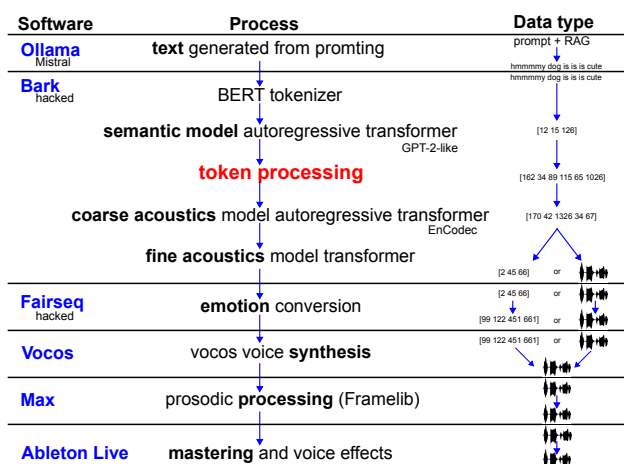 Software Process Data type
Ollama
Mistral
text generated from promting
prompt + RAG
hmmmmy dog is is is cute
hmmmmy dog is is is cute
Bark
hacked
BERT tokenizer
semantic model autoregressive transformer
GPT-2-like
[12 15 126]
token processing
[162 34 89 115 65 1026]
coarse acoustics model autoregressive transformer
EnCodec
[170 42 1326 34 67]
fine acoustics model transformer
[2 45 66] or
Fairseq
hacked
emotion conversion
[2 45 66] or
[99 122 451 661] or
Vocos
vocos voice synthesis
[99 122 451 661] or
Max
prosodic processing (Framelib)
Ableton Live
mastering and voice effects